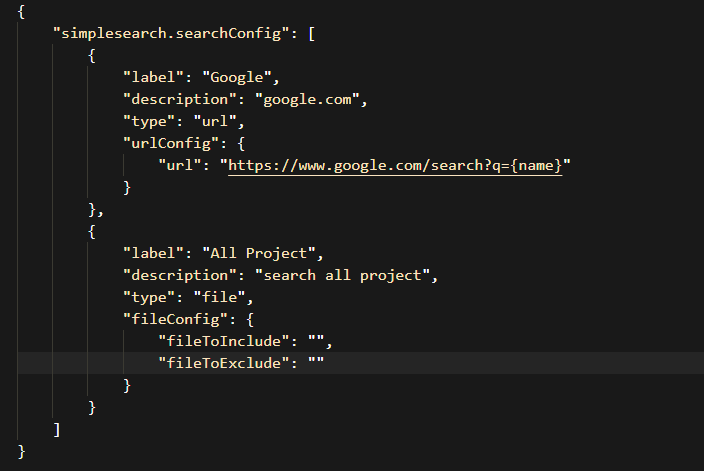 {
    "simplesearch.searchConfig": [
        {
            "label": "Google",
            "description": "google.com",
            "type": "url",
            "urlConfig": {
                "url": "https://www.google.com/search?q={name}"
            }
        },
        {
            "label": "All Project",
            "description": "search all project",
            "type": "file",
            "fileConfig": {
                "fileToInclude": "",
                "fileToExclude": ""
            }
        }
    ]
}